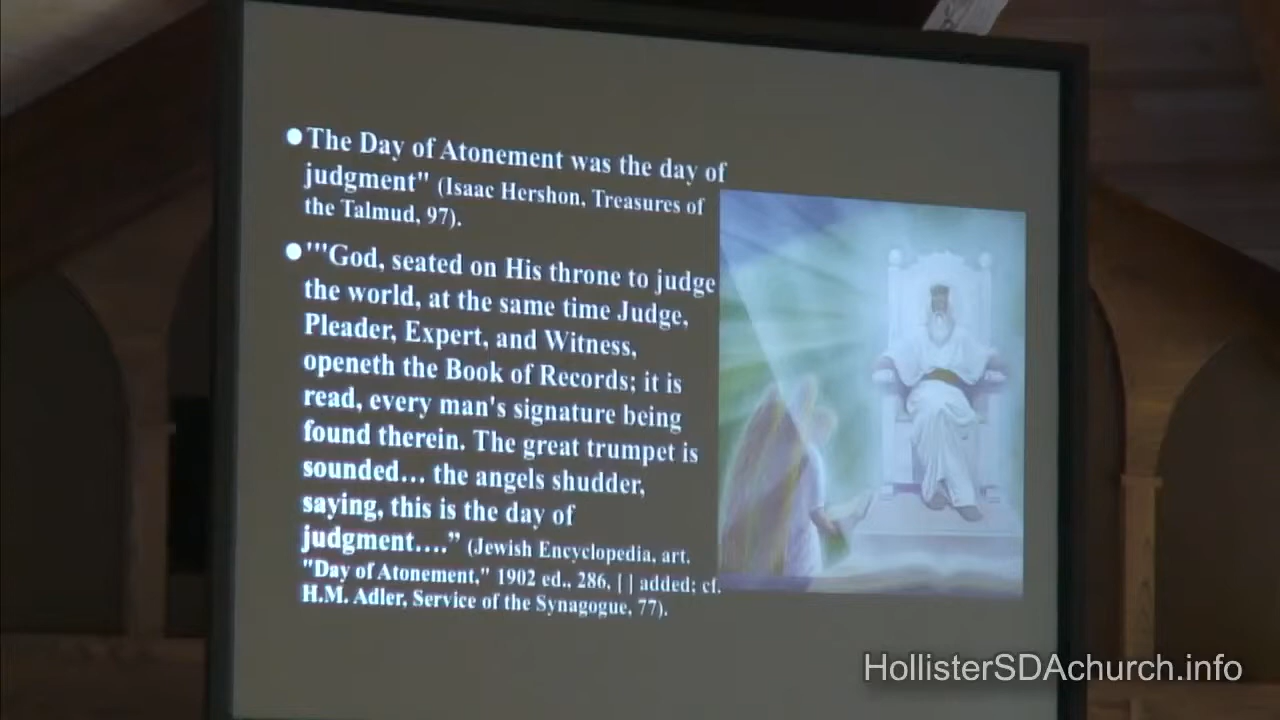 ●The Day of Atonement was the day of
judgment" (Isaac Hershon, Treasures of
the Talmud, 97).
●'"God, seated on His throne to judge
the world, at the same time Judge,
Pleader, Expert, and Witness,
openeth the Book of Records; it is
read, every man's signature being
found therein. The great trumpet is
sounded… the angels shudder,
saying, this is the day of
judgment….” (Jewish Encyclopedia, art.
"Day of Atonement," 1902 ed., 286, [ ] added; cf.
H.M. Adler, Service of the Synagogue, 77).
HollisterSDAchurch.info